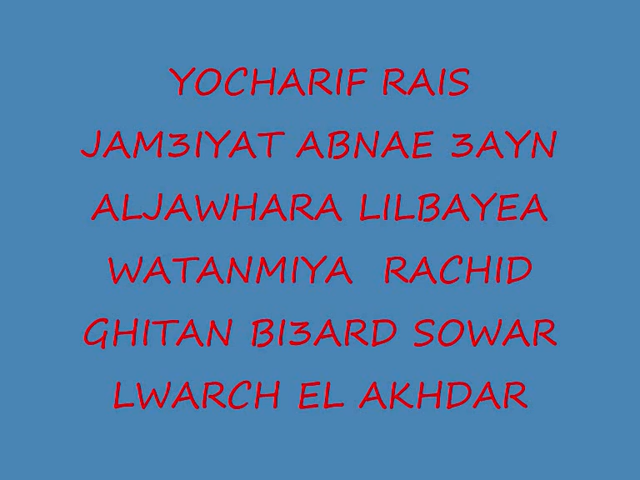 YOCHARIF RAIS
JAM3IYAT ABNAE 3AYN
ALJAWHARA LILBAYEA
WATANMIYA RACHID
GHITAN BI3ARD SOWAR
LWARCH EL AKHDAR